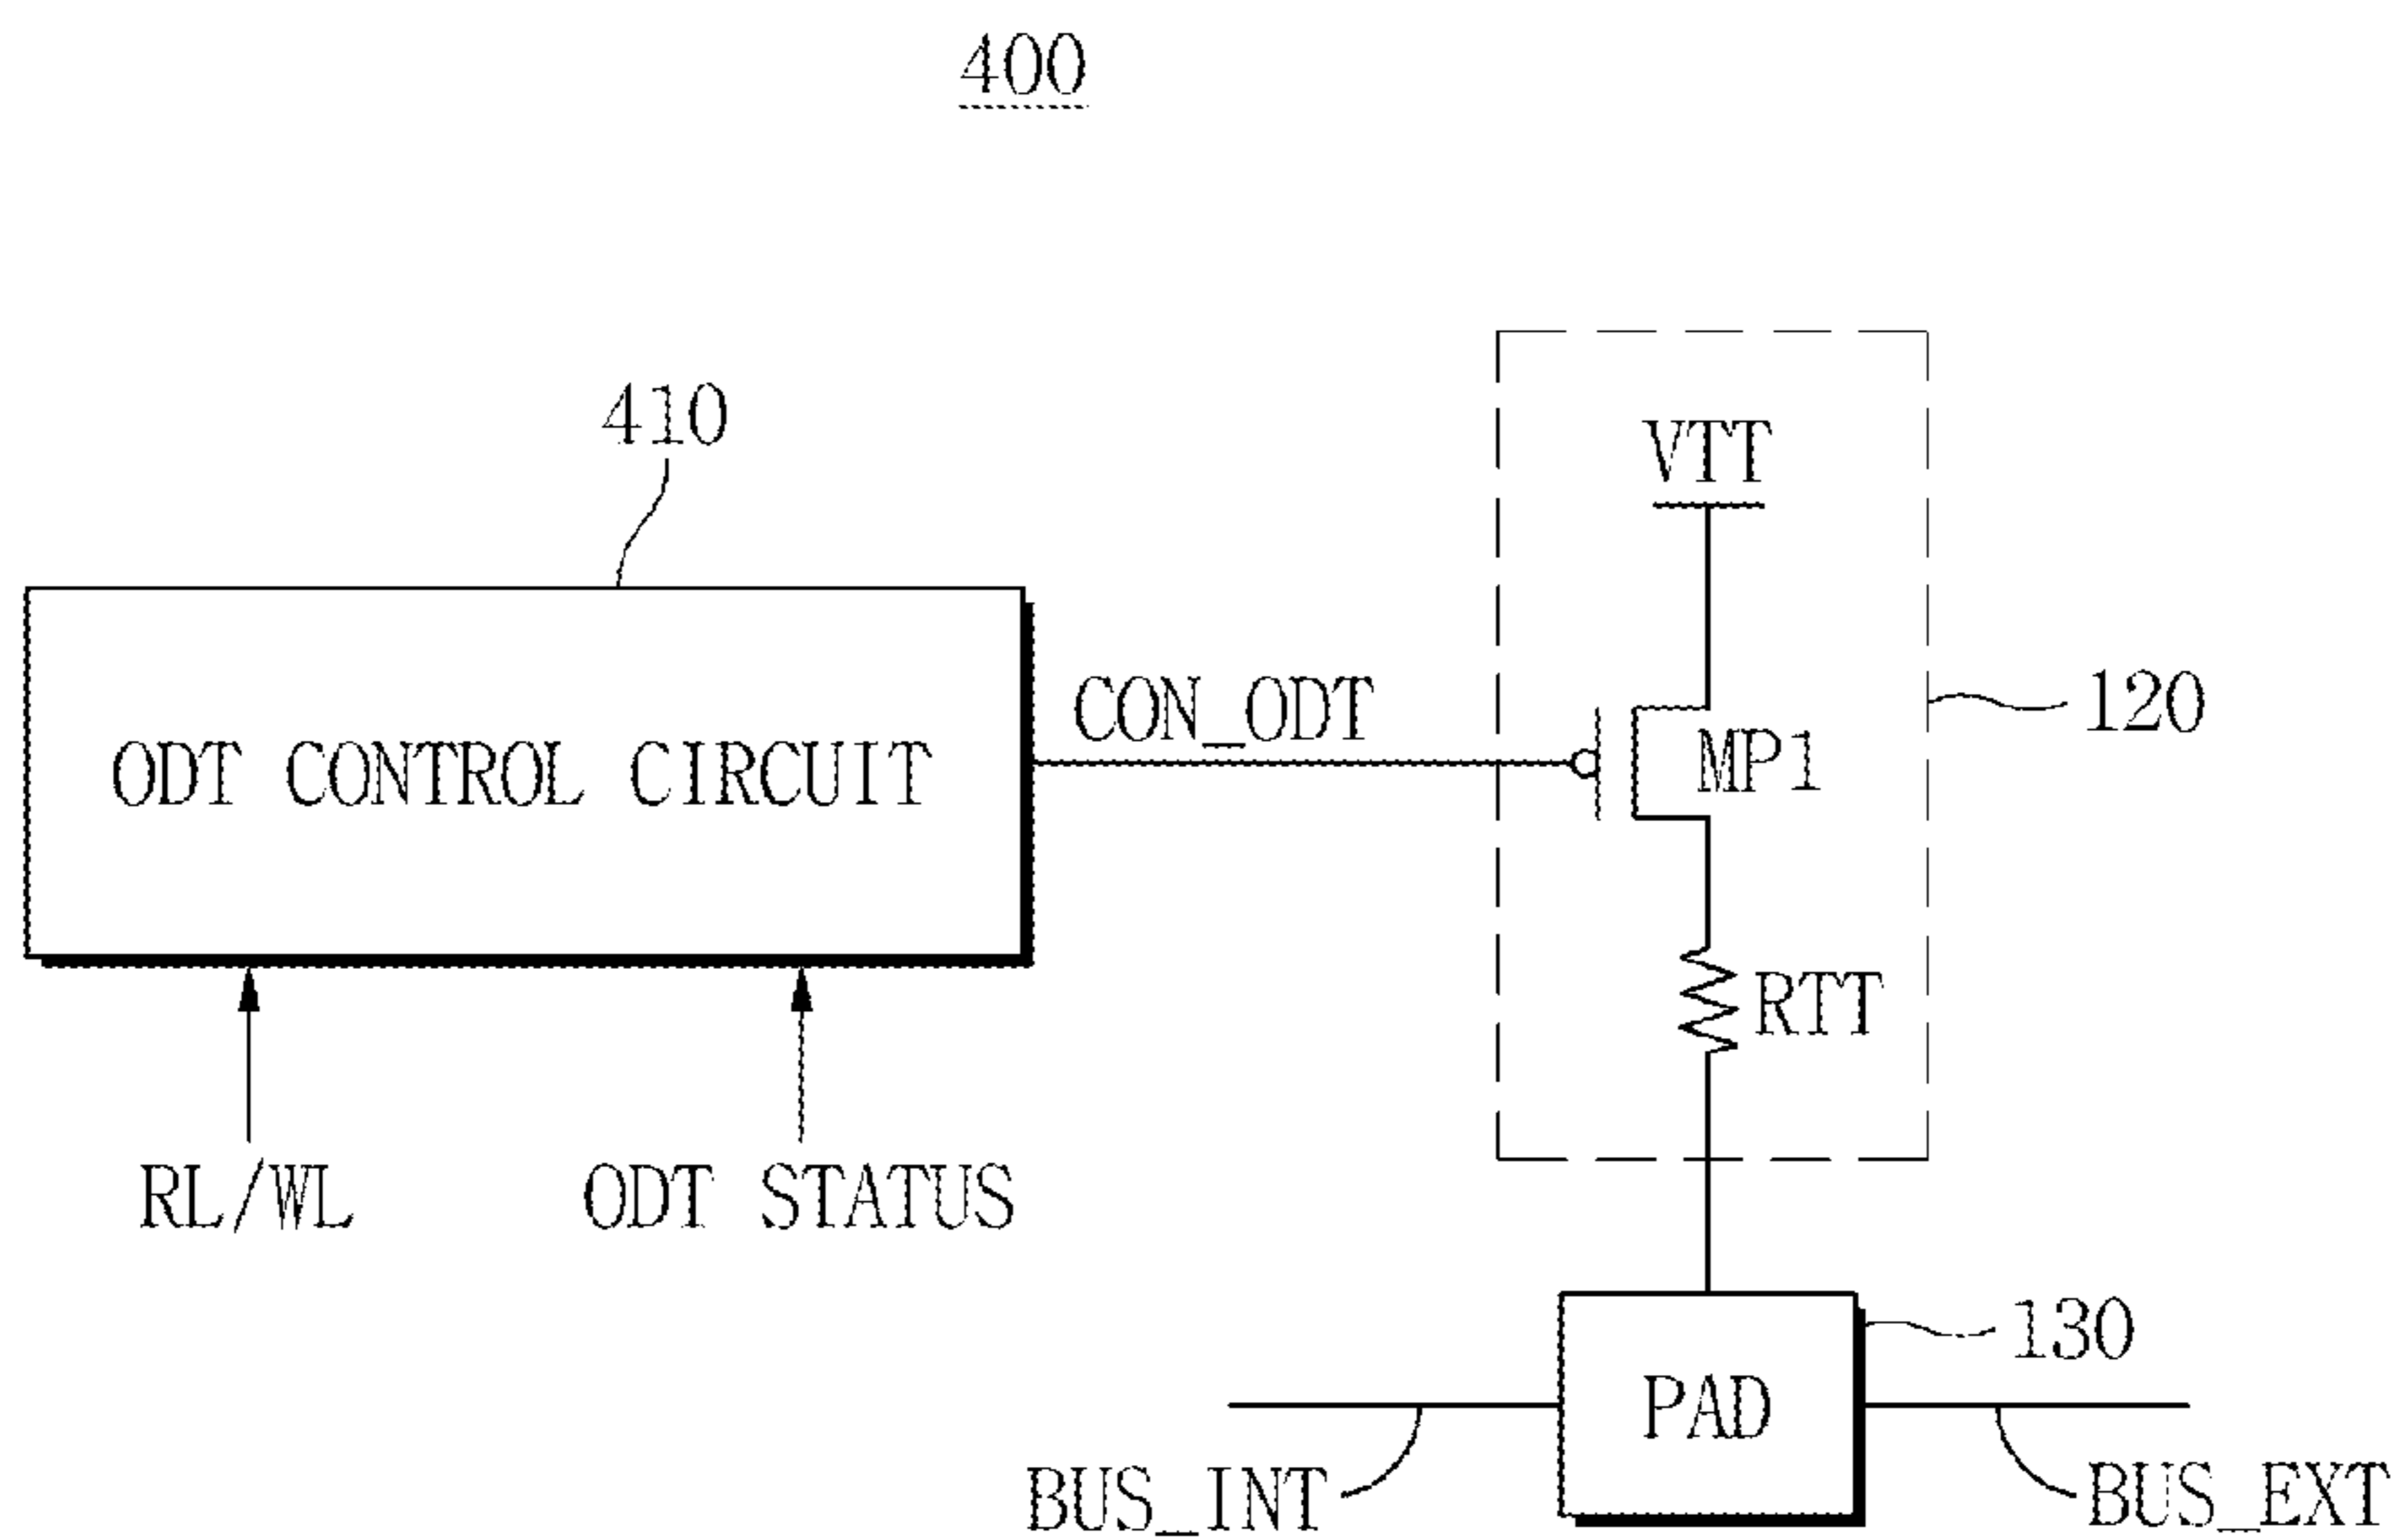 400
410
VTT
CON_ODT
120
ODT CONTROL CIRCUIT
MP1
RTT
RL/WL
ODT STATUS
130
PAD
BUS_INT
BUS_EXT